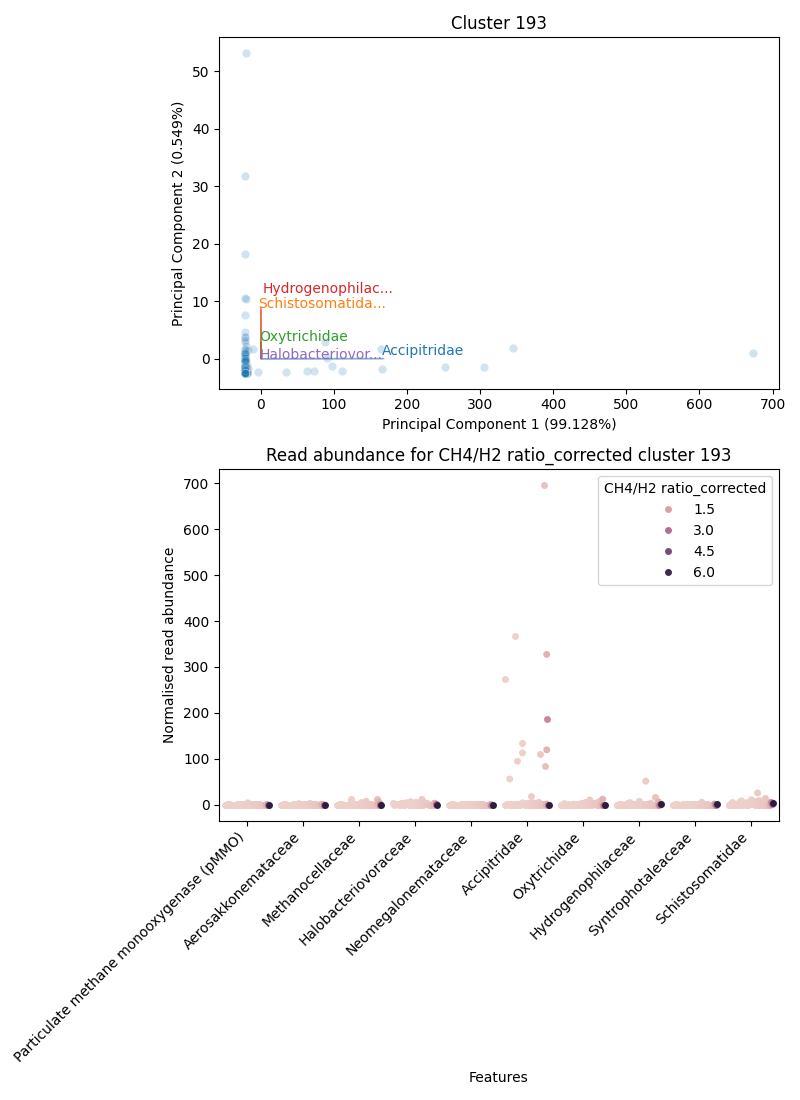 Cluster 193
Principal Component 2 (0.549%)
50
40
30
20
10
0
Hydrogenophilac...
Schistosomatida...
Oxytrichidae
Halobacteriovor...
Accipitridae
0 100 200 300 400 500 600 700
Principal Component 1 (99.128%)
Read abundance for CH4/H2 ratio_corrected cluster 193
Normalised read abundance
700
600
500
400
300
200
100
0
CH4/H2 ratio_corrected
1.5
3.0
4.5
6.0
Particulate methane monooxygenase (pMMO)
Aerosakkonemataceae
Methanocellaceae
Halobacteriovoraceae
Neomegalonemataceae
Accipitridae
Oxytrichidae
Hydrogenophilaceae
Syntrophotaleaceae
Schistosomatidae
Features